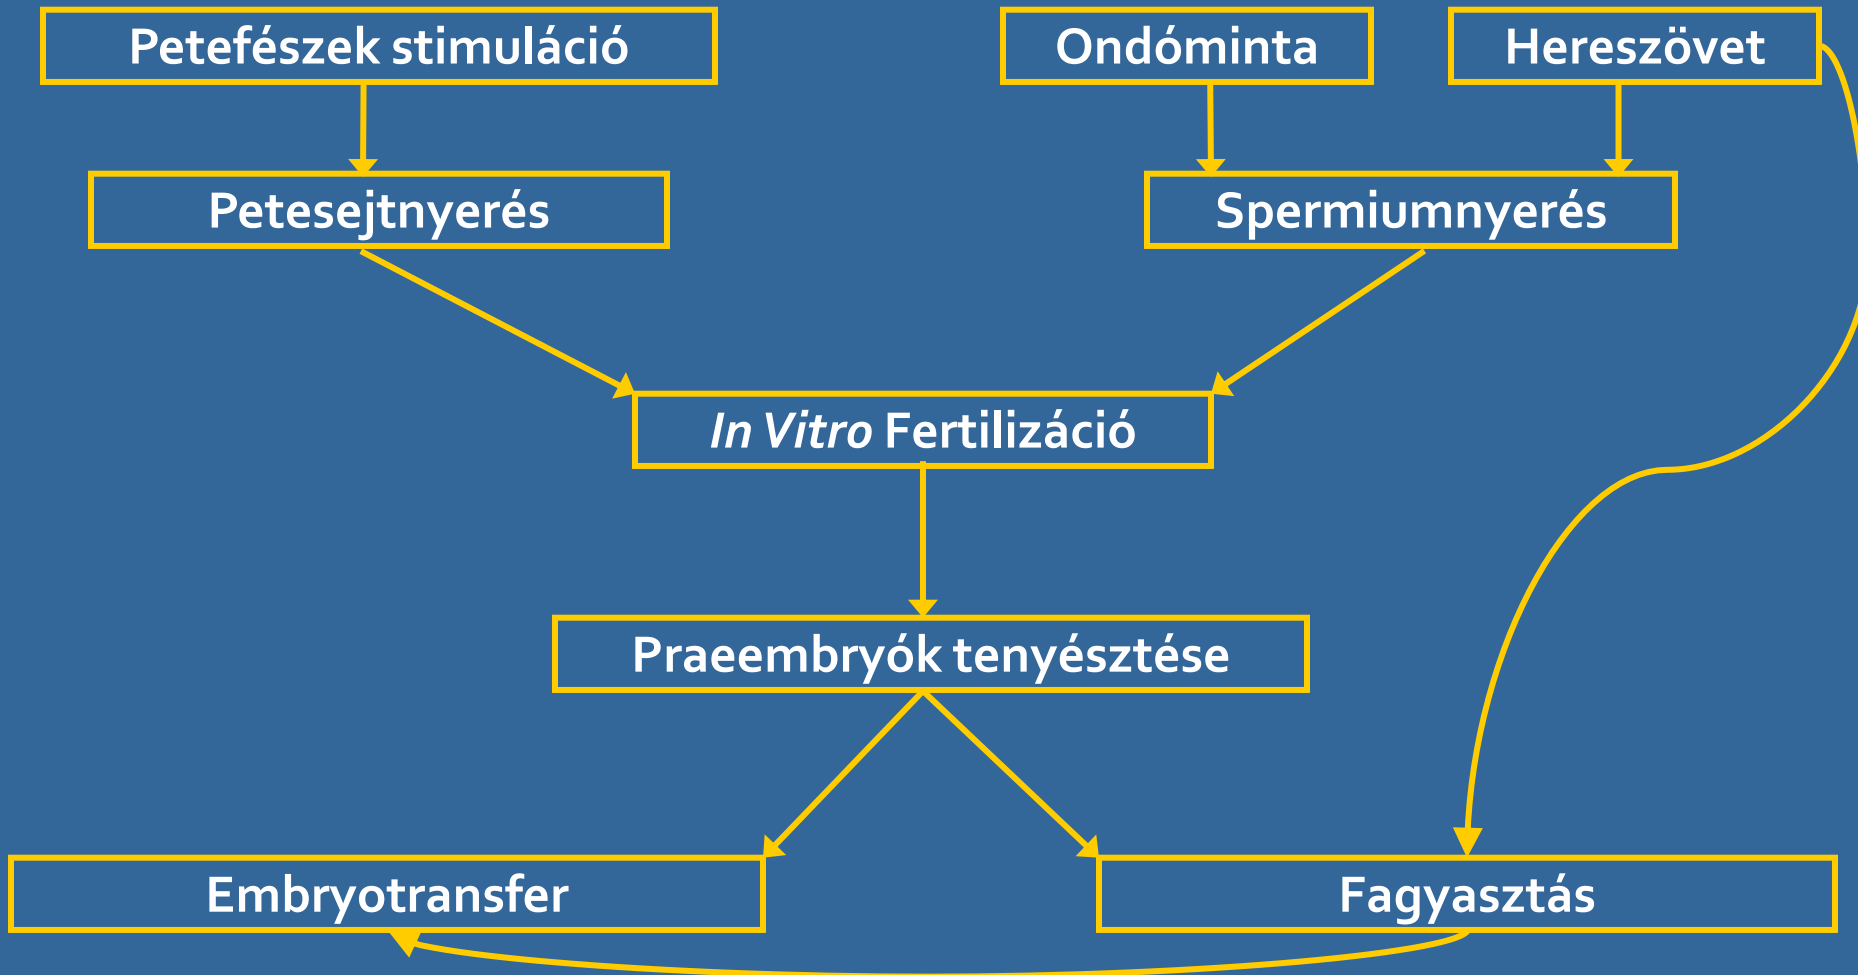 Petefészek stimuláció
Ondóminta
Hereszövet
Petesejtnyerés
Spermiumnyerés
In Vitro Fertilizáció
Praeembryók tenyésztése
Embryotransfer
Fagyasztás